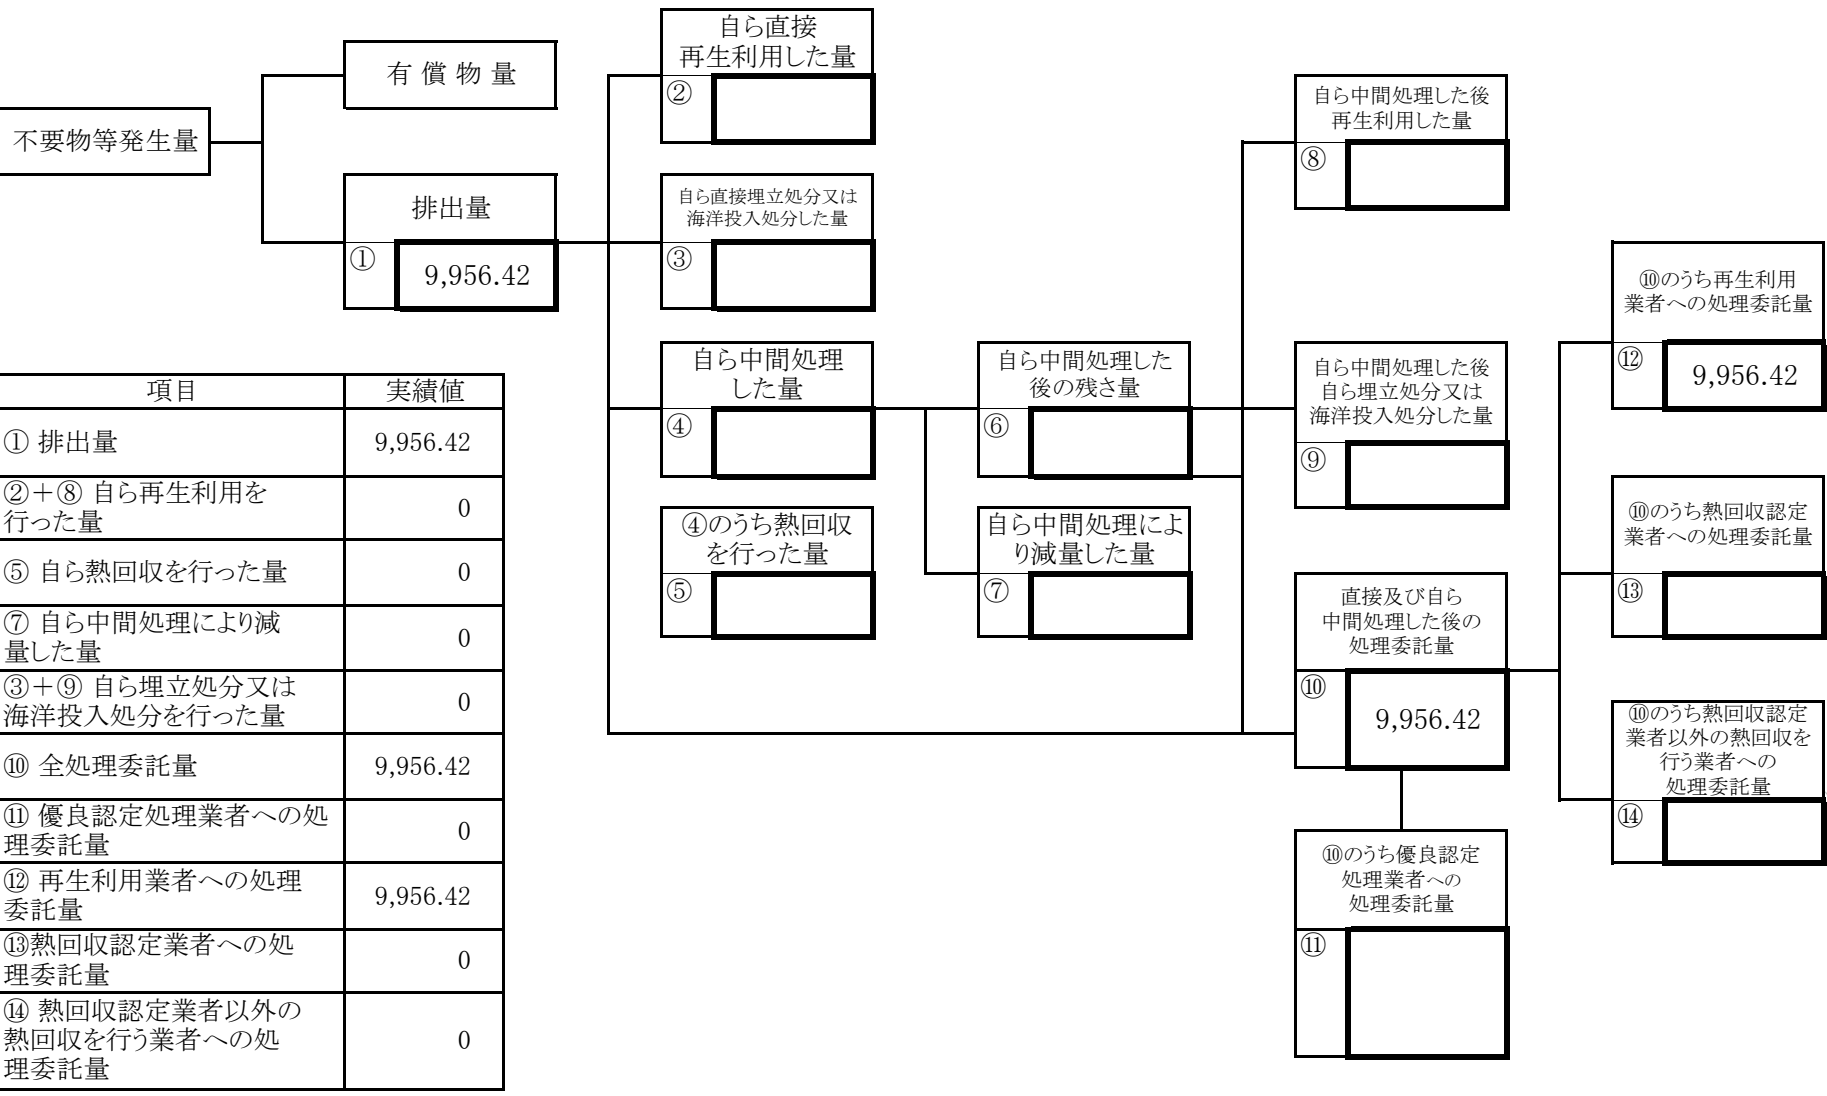 不要物等発生量
有 償 物 量
排出量
①
9,956.42
自ら直接
再生利用した量
②
自ら直接埋立処分又は
海洋投入処分した量
③
自ら中間処理
した量
④
④のうち熱回収
を行った量
⑤
自ら中間処理した
後の残さ量
⑥
自ら中間処理によ
り減量した量
⑦
自ら中間処理した後
再生利用した量
⑧
自ら中間処理した後
自ら埋立処分又は
海洋投入処分した量
⑨
直接及び自ら
中間処理した後の
処理委託量
⑩
9,956.42
⑩のうち優良認定
処理業者への
処理委託量
⑪
⑩のうち再生利用
業者への処理委託量
⑫
9,956.42
⑩のうち熱回収認定
業者への処理委託量
⑬
⑩のうち熱回収認定
業者以外の熱回収を
行う業者への
処理委託量
⑭
項目 実績値
① 排出量 9,956.42
②＋⑧ 自ら再生利用を
行った量
0
⑤ 自ら熱回収を行った量 0
⑦ 自ら中間処理により減
量した量
0
③＋⑨ 自ら埋立処分又は
海洋投入処分を行った量
0
⑩ 全処理委託量 9,956.42
⑪ 優良認定処理業者への処
理委託量
0
⑫ 再生利用業者への処理
委託量
9,956.42
⑬熱回収認定業者への処
理委託量
0
⑭ 熱回収認定業者以外の
熱回収を行う業者への処
理委託量
0